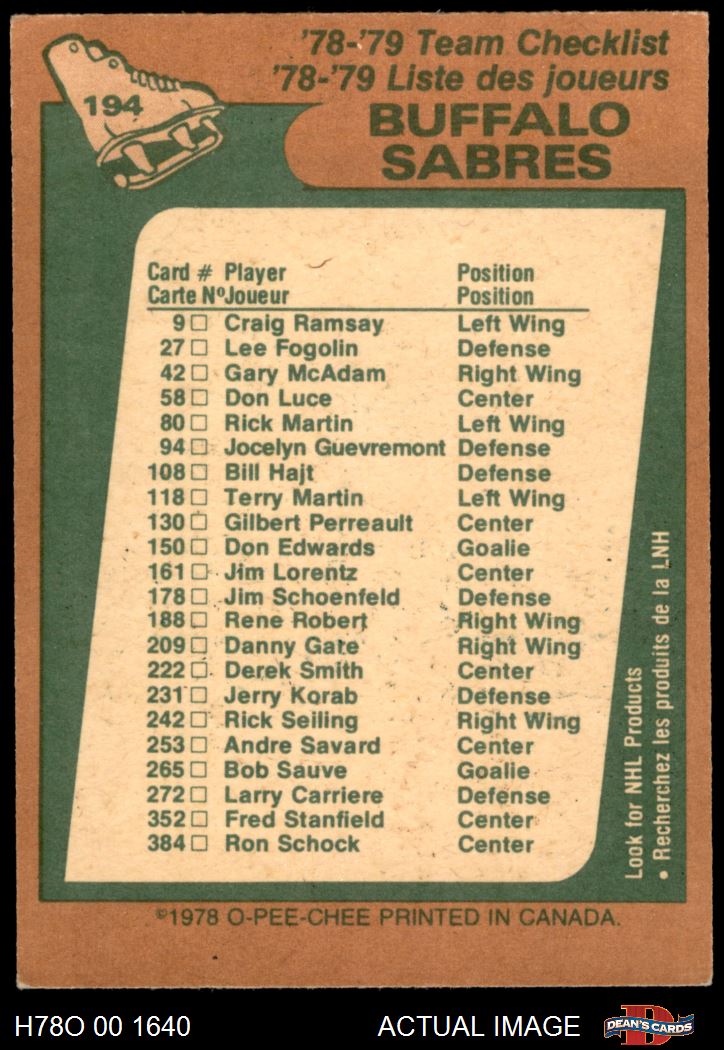 '78-'79 Team Checklist
'78-'79 Liste des joueurs
194
BUFFALO
SABRES
Card # Player Position
Carte Nº Joueur Position
9 □ Craig Ramsay Left Wing
27 □ Lee Fogolin Defense
42 □ Gary McAdam Right Wing
58 □ Don Luce Center
80 □ Rick Martin Left Wing
94 □ Jocelyn Guevremont Defense
108 □ Bill Hajt Defense
118 □ Terry Martin Left Wing
130 □ Gilbert Perreault Center
150 □ Don Edwards Goalie
161 □ Jim Lorentz Center
178 □ Jim Schoenfeld Defense
188 □ Rene Robert Right Wing
209 □ Danny Gate Right Wing
222 □ Derek Smith Center
231 □ Jerry Korab Defense
242 □ Rick Seiling Right Wing
253 □ Andre Savard Center
265 □ Bob Sauve Goalie
272 □ Larry Carriere Defense
352 □ Fred Stanfield Center
384 □ Ron Schock Center
Look for NHL Products
• Recherchez les produits de la LNH
©1978 O-PEE-CHEE PRINTED IN CANADA.
H78O 00 1640
ACTUAL IMAGE
D
DEAN'S CARDS